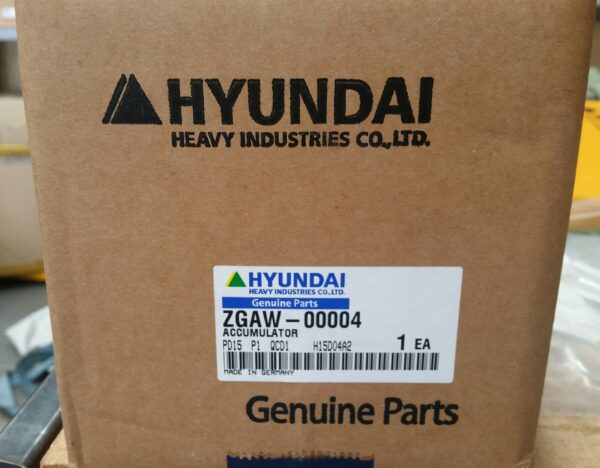 HYUNDAI
HEAVY INDUSTRIES CO.,LTD.
HYUNDAI
HEAVY INDUSTRIES CO.,LTD.
Genuine Parts
ZGAW-00004
ACCUMULATOR
1 EA
PD15 P1 QCD1 H15D04A2
MADE IN GERMANY
Genuine Parts